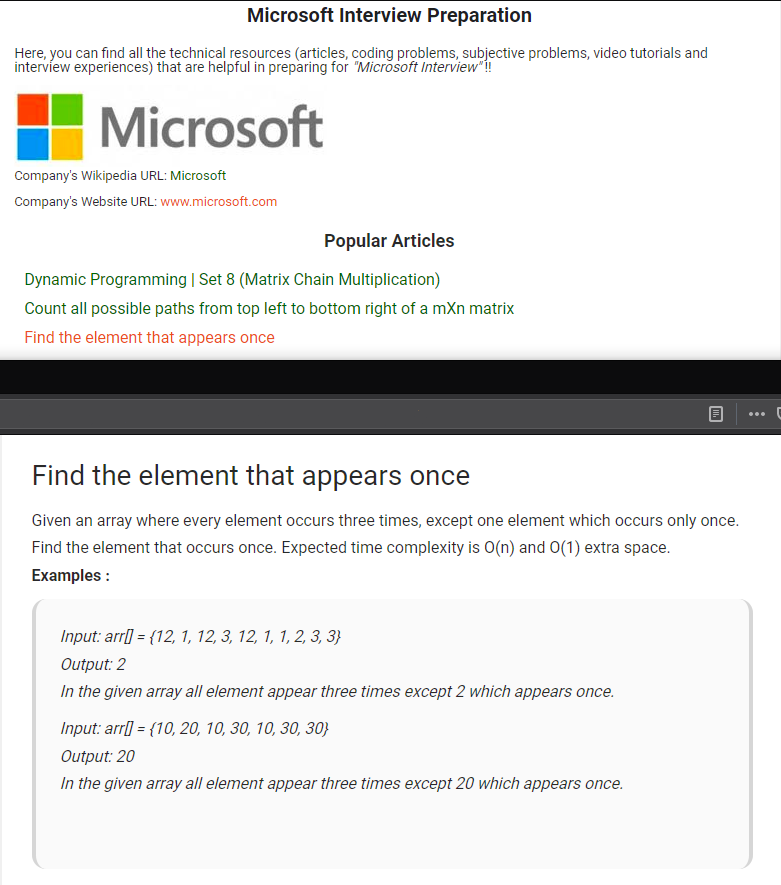 Microsoft Interview Preparation
Here, you can find all the technical resources (articles, coding problems, subjective problems, video tutorials and
interview experiences) that are helpful in preparing for "Microsoft Interview" !!
Microsoft
Company's Wikipedia URL: Microsoft
Company's Website URL: www.microsoft.com
Popular Articles
Dynamic Programming | Set 8 (Matrix Chain Multiplication)
Count all possible paths from top left to bottom right of a mXn matrix
Find the element that appears once
Find the element that appears once
Given an array where every element occurs three times, except one element which occurs only once.
Find the element that occurs once. Expected time complexity is O(n) and O(1) extra space.
Examples :
Input: arr[] = {12, 1, 12, 3, 12, 1, 1, 2, 3, 3}
Output: 2
In the given array all element appear three times except 2 which appears once.
Input: arr[] = {10, 20, 10, 30, 10, 30, 30}
Output: 20
In the given array all element appear three times except 20 which appears once.